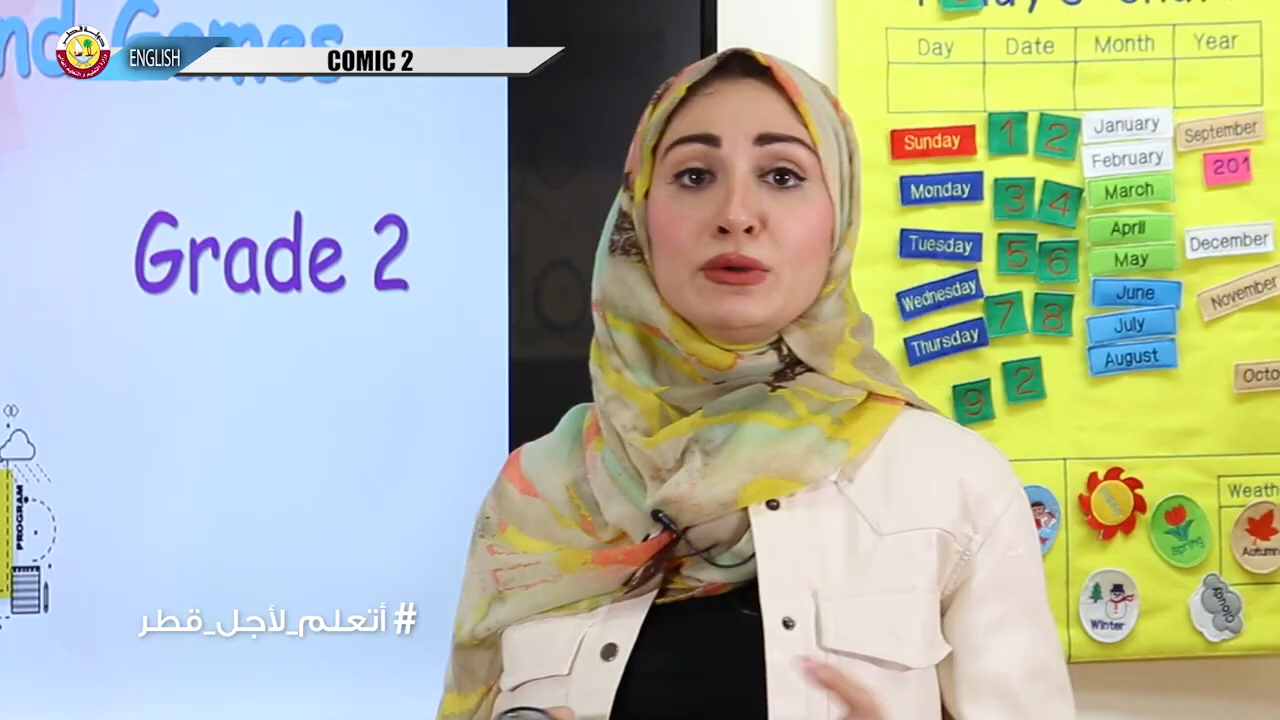 nd Games
ENGLISH
COMIC 2
Grade 2
PROGRAM
#أتعلم_لأجل_قطر
Day Date Month Year
Sunday 1 2 January September
February 201
Monday 3 4 March
April
Tuesday 5 6 May December
Wednesday 7 8 June November
July
Thursday August
9 2 Octo
Weath
spring
Autumn
Winter
cloudy